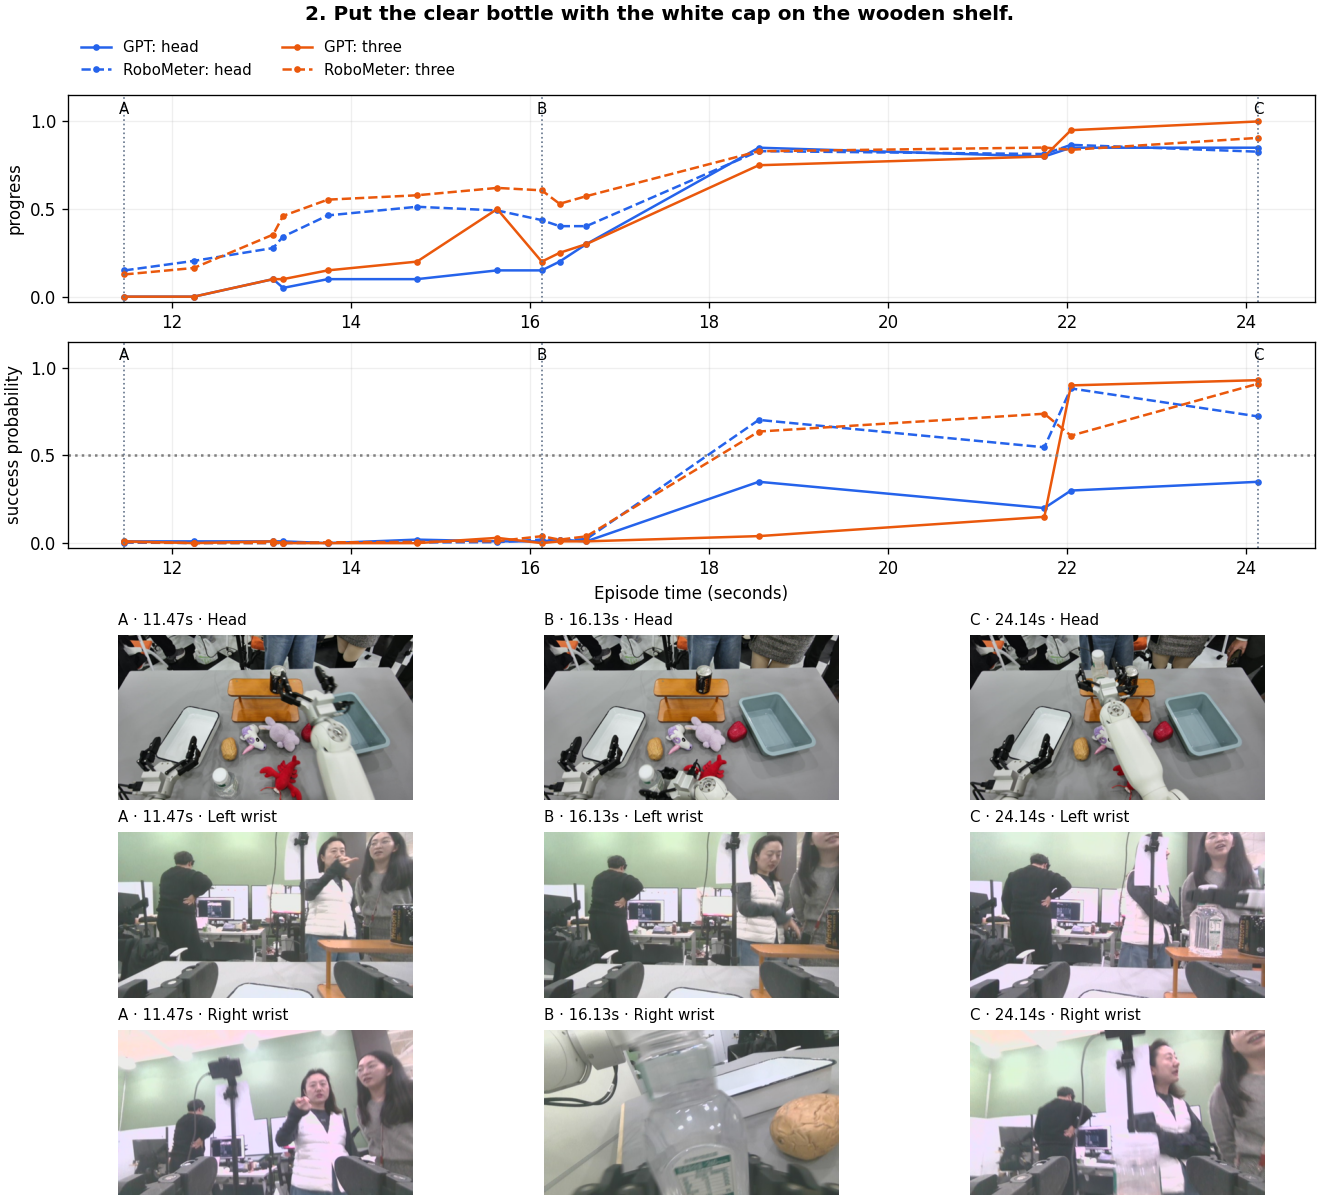 2. Put the clear bottle with the white cap on the wooden shelf.
GPT: head
GPT: three
RoboMeter: head
RoboMeter: three
A
B
C
1.0
0.5
0.0
progress
12
14
16
18
20
22
24
A
B
C
1.0
0.5
0.0
success probability
12
14
16
18
20
22
24
Episode time (seconds)
A · 11.47s · Head
B · 16.13s · Head
C · 24.14s · Head
A · 11.47s · Left wrist
B · 16.13s · Left wrist
C · 24.14s · Left wrist
A · 11.47s · Right wrist
B · 16.13s · Right wrist
C · 24.14s · Right wrist